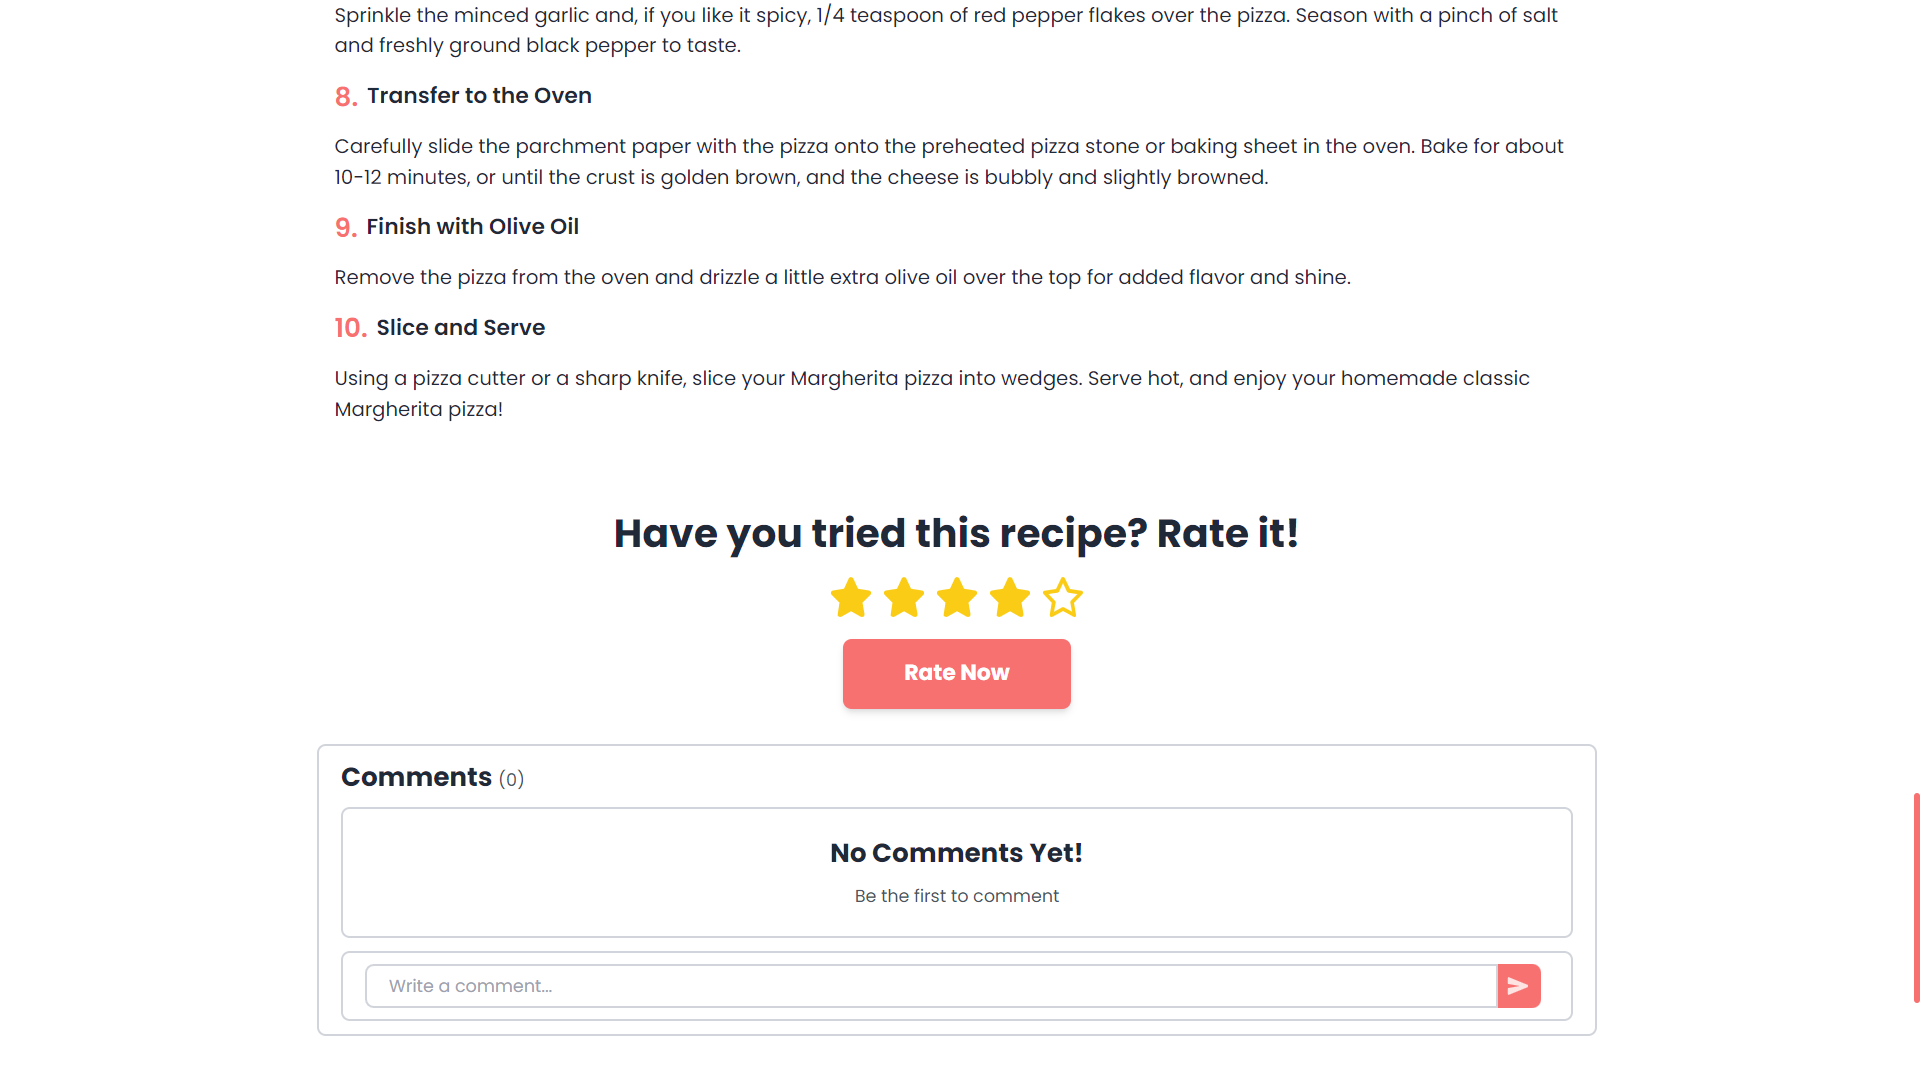 Sprinkle the minced garlic and, if you like it spicy, 1/4 teaspoon of red pepper flakes over the pizza. Season with a pinch of salt
and freshly ground black pepper to taste.
8. Transfer to the Oven
Carefully slide the parchment paper with the pizza onto the preheated pizza stone or baking sheet in the oven. Bake for about
10-12 minutes, or until the crust is golden brown, and the cheese is bubbly and slightly browned.
9. Finish with Olive Oil
Remove the pizza from the oven and drizzle a little extra olive oil over the top for added flavor and shine.
10. Slice and Serve
Using a pizza cutter or a sharp knife, slice your Margherita pizza into wedges. Serve hot, and enjoy your homemade classic
Margherita pizza!
Have you tried this recipe? Rate it!
Rate Now
Comments (0)
No Comments Yet!
Be the first to comment
Write a comment...